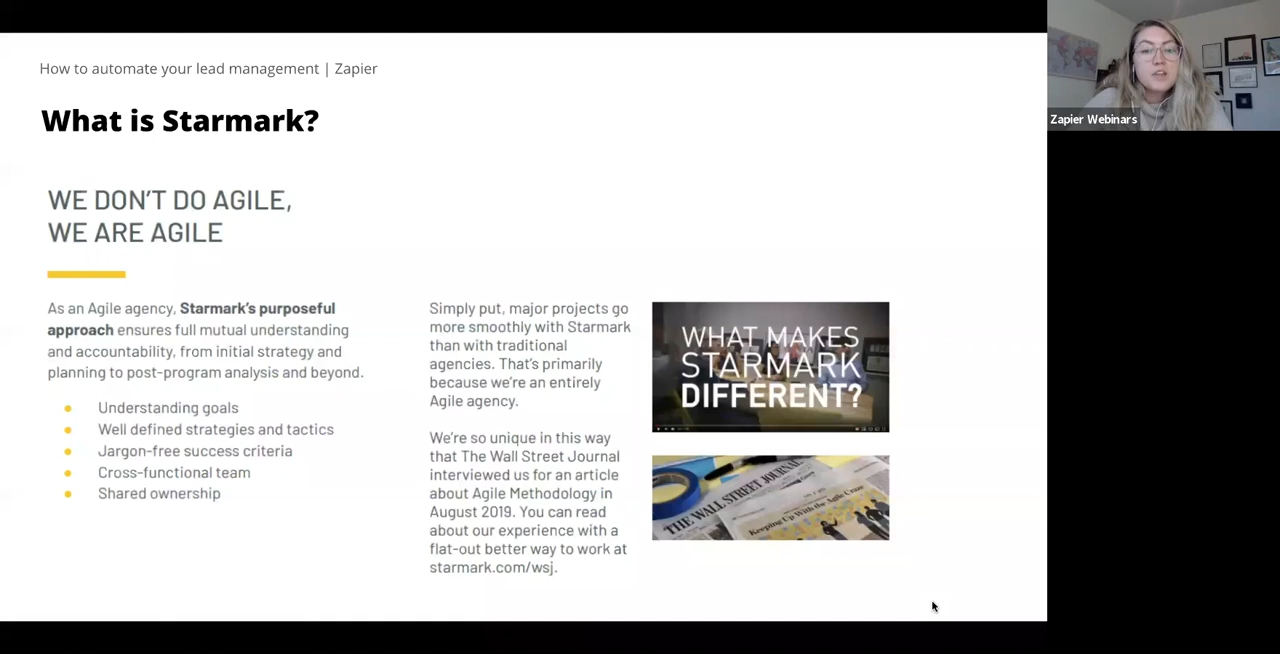 How to automate your lead management | Zapier
What is Starmark?
WE DON'T DO AGILE,
WE ARE AGILE
As an Agile agency, Starmark's purposeful
approach ensures full mutual understanding
and accountability, from initial strategy and
planning to post-program analysis and beyond.
Understanding goals
Well defined strategies and tactics
Jargon-free success criteria
Cross-functional team
Shared ownership
Simply put, major projects go
more smoothly with Starmark
than with traditional
agencies. That's primarily
because we're an entirely
Agile agency.
We're so unique in this way
that The Wall Street Journal
interviewed us for an article
about Agile Methodology in
August 2019. You can read
about our experience with a
flat-out better way to work at
starmark.com/wsj.
WHAT MAKES
STARMARK
DIFFERENT?
THE WALL STREET JOURNAL
Keeping Up With the Agile Craze
Zapier Webinars